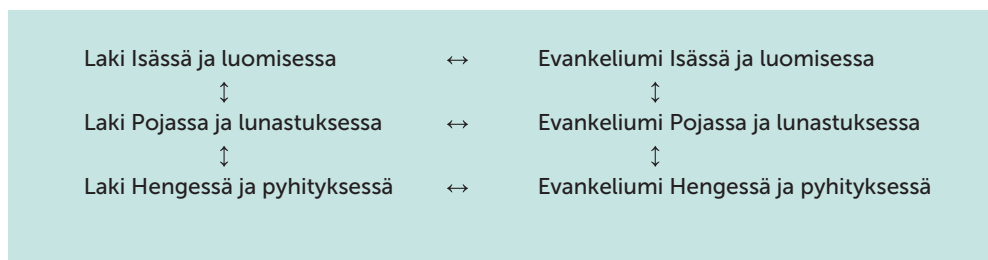 Laki Isässä ja luomisessa ↔ Evankeliumi Isässä ja luomisessa
↕ ↕
Laki Pojassa ja lunastuksessa ↔ Evankeliumi Pojassa ja lunastuksessa
↕ ↕
Laki Hengessä ja pyhityksessä ↔ Evankeliumi Hengessä ja pyhityksessä